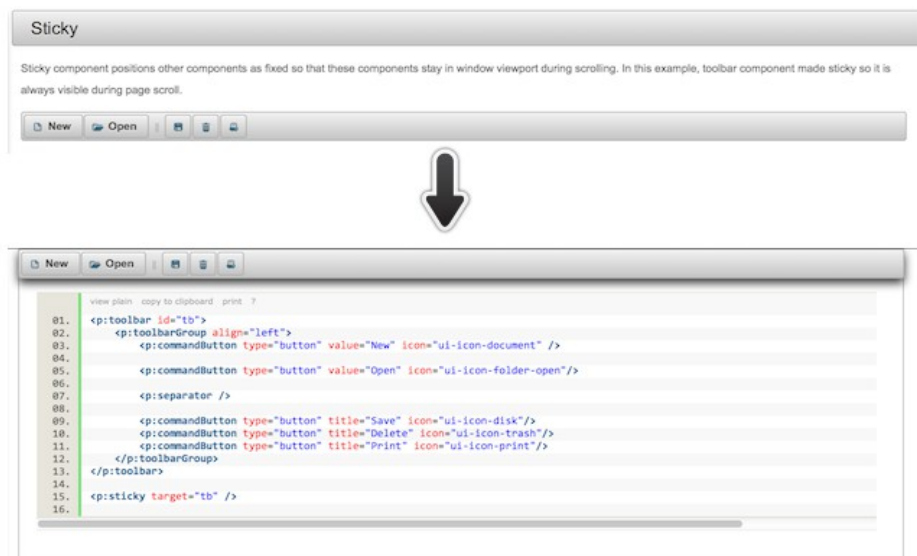 Sticky
Sticky component positions other components as fixed so that these components stay in window viewport during scrolling. In this example, toolbar component made sticky so it is
always visible during page scroll.
New Open
New Open
view plain copy to clipboard print ?
01. <p:toolbar id="tb">
02. <p:toolbarGroup align="left">
03. <p:commandButton type="button" value="New" icon="ui-icon-document" />
04.
05. <p:commandButton type="button" value="Open" icon="ui-icon-folder-open"/>
06.
07. <p:separator />
08.
09. <p:commandButton type="button" title="Save" icon="ui-icon-disk"/>
10. <p:commandButton type="button" title="Delete" icon="ui-icon-trash"/>
11. <p:commandButton type="button" title="Print" icon="ui-icon-print"/>
12. </p:toolbarGroup>
13. </p:toolbar>
14.
15. <p:sticky target="tb" />
16.